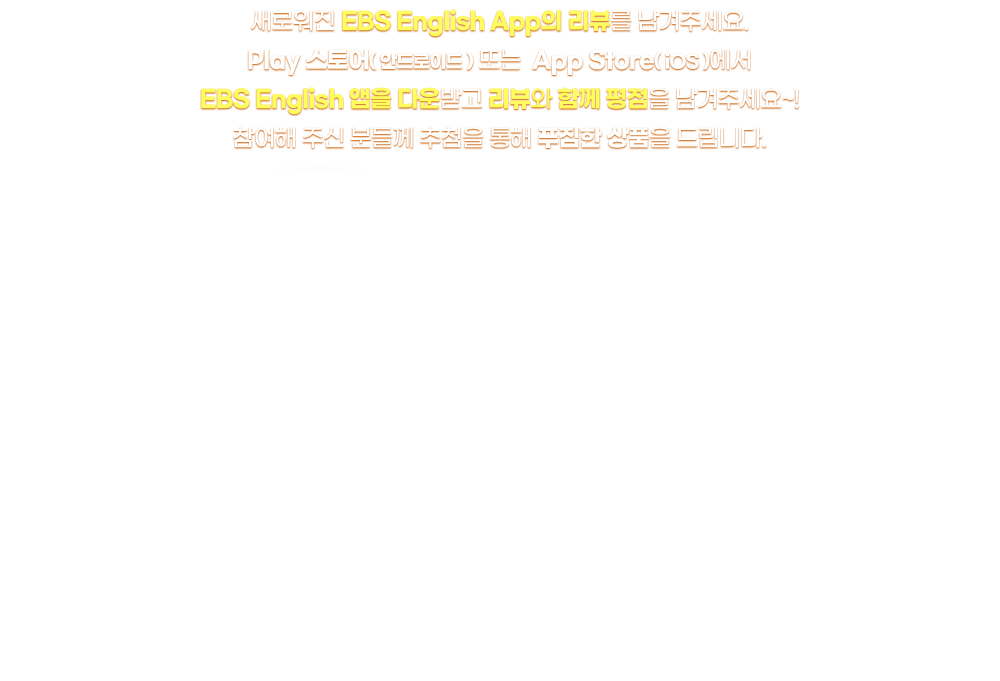 새로워진 EBS English App의 리뷰를 남겨주세요.
Play 스토어(안드로이드) 또는 App Store(iOS)에서
EBS English 앱을 다운받고 리뷰와 함께 평점을 남겨주세요~!
참여해 주신 분들께 추첨을 통해 푸짐한 상품을 드립니다.